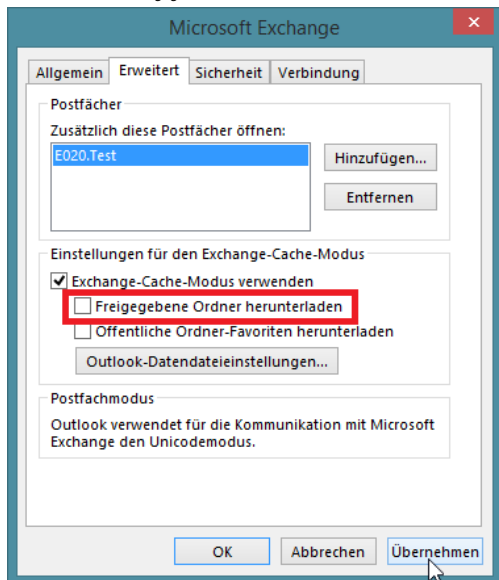 Microsoft Exchange
Allgemein Erweitert Sicherheit Verbindung
Postfächer
Zusätzlich diese Postfächer öffnen:
E020.Test
Hinzufügen...
Entfernen
Einstellungen für den Exchange-Cache-Modus
Exchange-Cache-Modus verwenden
Freigegebene Ordner herunterladen
Öffentliche Ordner-Favoriten herunterladen
Outlook-Datendateieinstellungen...
Postfachmodus
Outlook verwendet für die Kommunikation mit Microsoft
Exchange den Unicodemodus.
OK Abbrechen Übernehmen